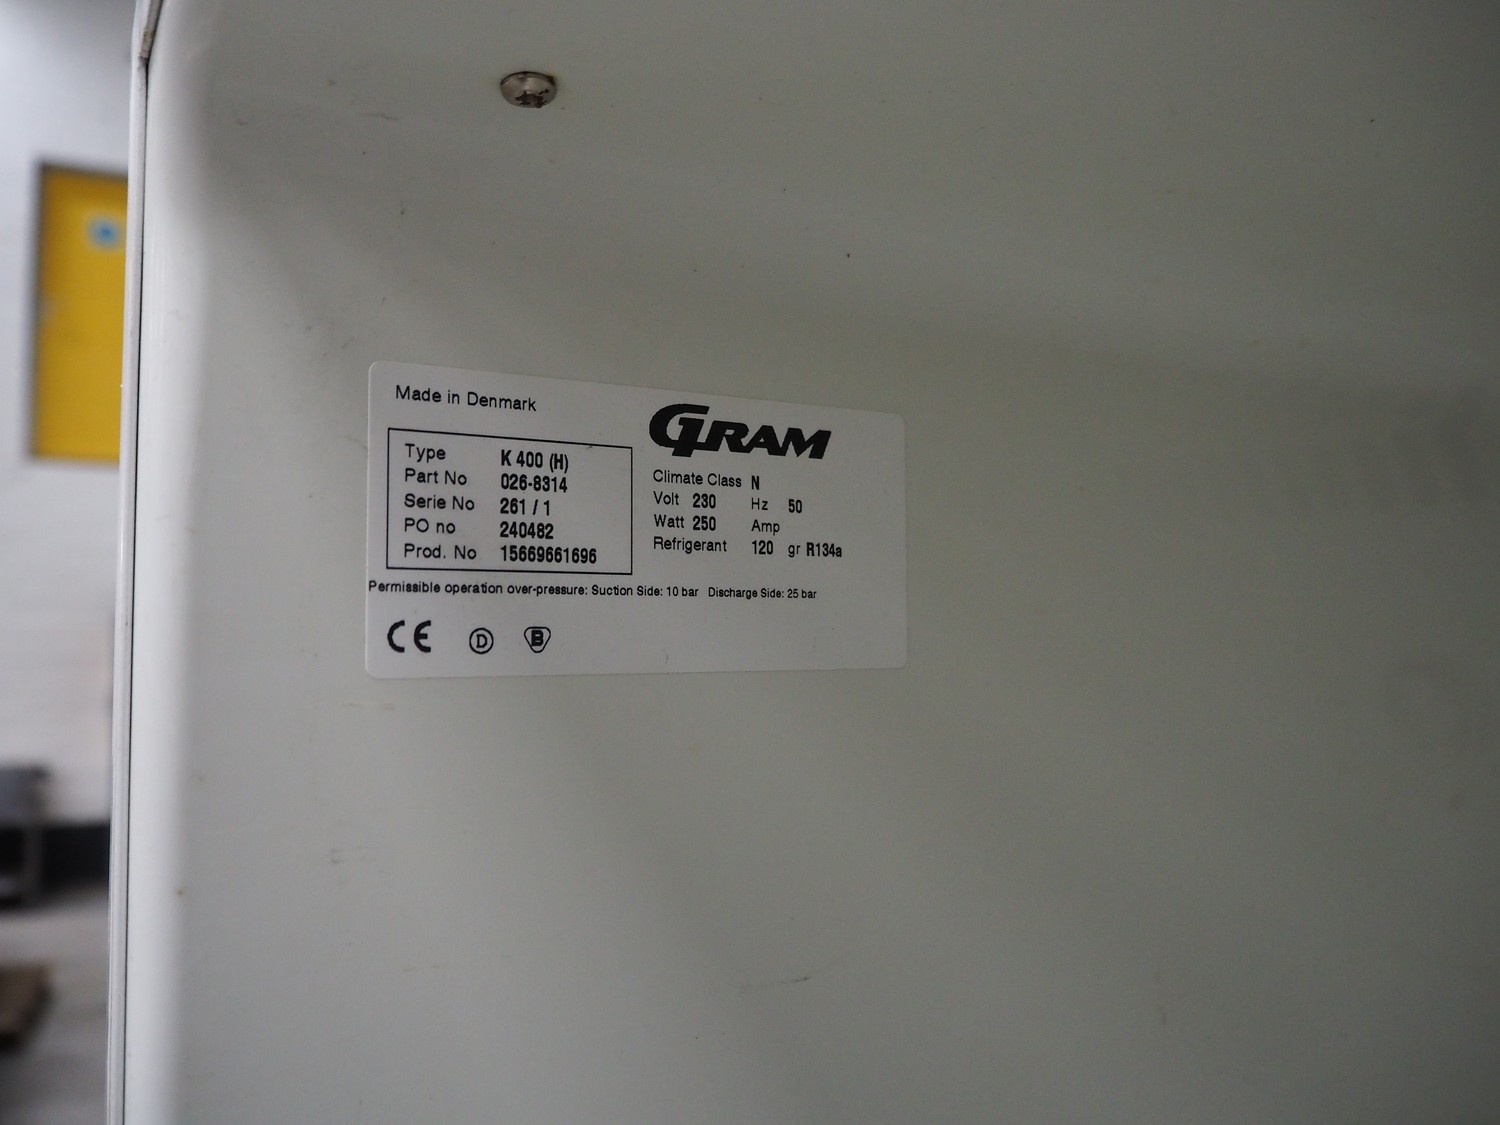 Made in Denmark
GRAM
Type K 400 (H)
Part No 026-8314
Serie No 261 / 1
PO no 240482
Prod. No 15669661696
Climate Class N
Volt 230 Hz 50
Watt 250 Amp
Refrigerant 120 gr R134a
Permissible operation over-pressure: Suction Side: 10 bar Discharge Side: 25 bar
CE D B